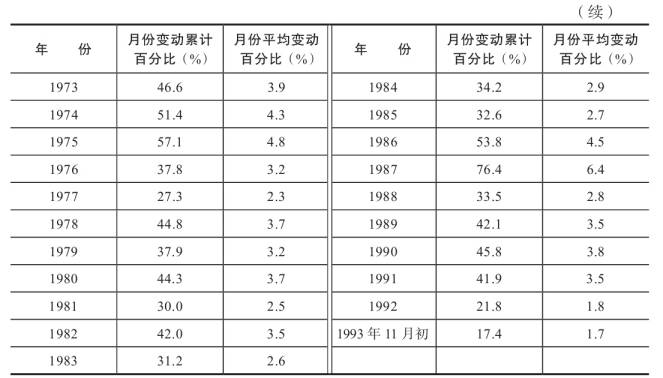 （续）
年 份 月份变动累计百分比（%） 月份平均变动百分比（%） 年 份 月份变动累计百分比（%） 月份平均变动百分比（%）
1973 46.6 3.9 1984 34.2 2.9
1974 51.4 4.3 1985 32.6 2.7
1975 57.1 4.8 1986 53.8 4.5
1976 37.8 3.2 1987 76.4 6.4
1977 27.3 2.3 1988 33.5 2.8
1978 44.8 3.7 1989 42.1 3.5
1979 37.9 3.2 1990 45.8 3.8
1980 44.3 3.7 1991 41.9 3.5
1981 30.0 2.5 1992 21.8 1.8
1982 42.0 3.5 1993年11月初 17.4 1.7
1983 31.2 2.6